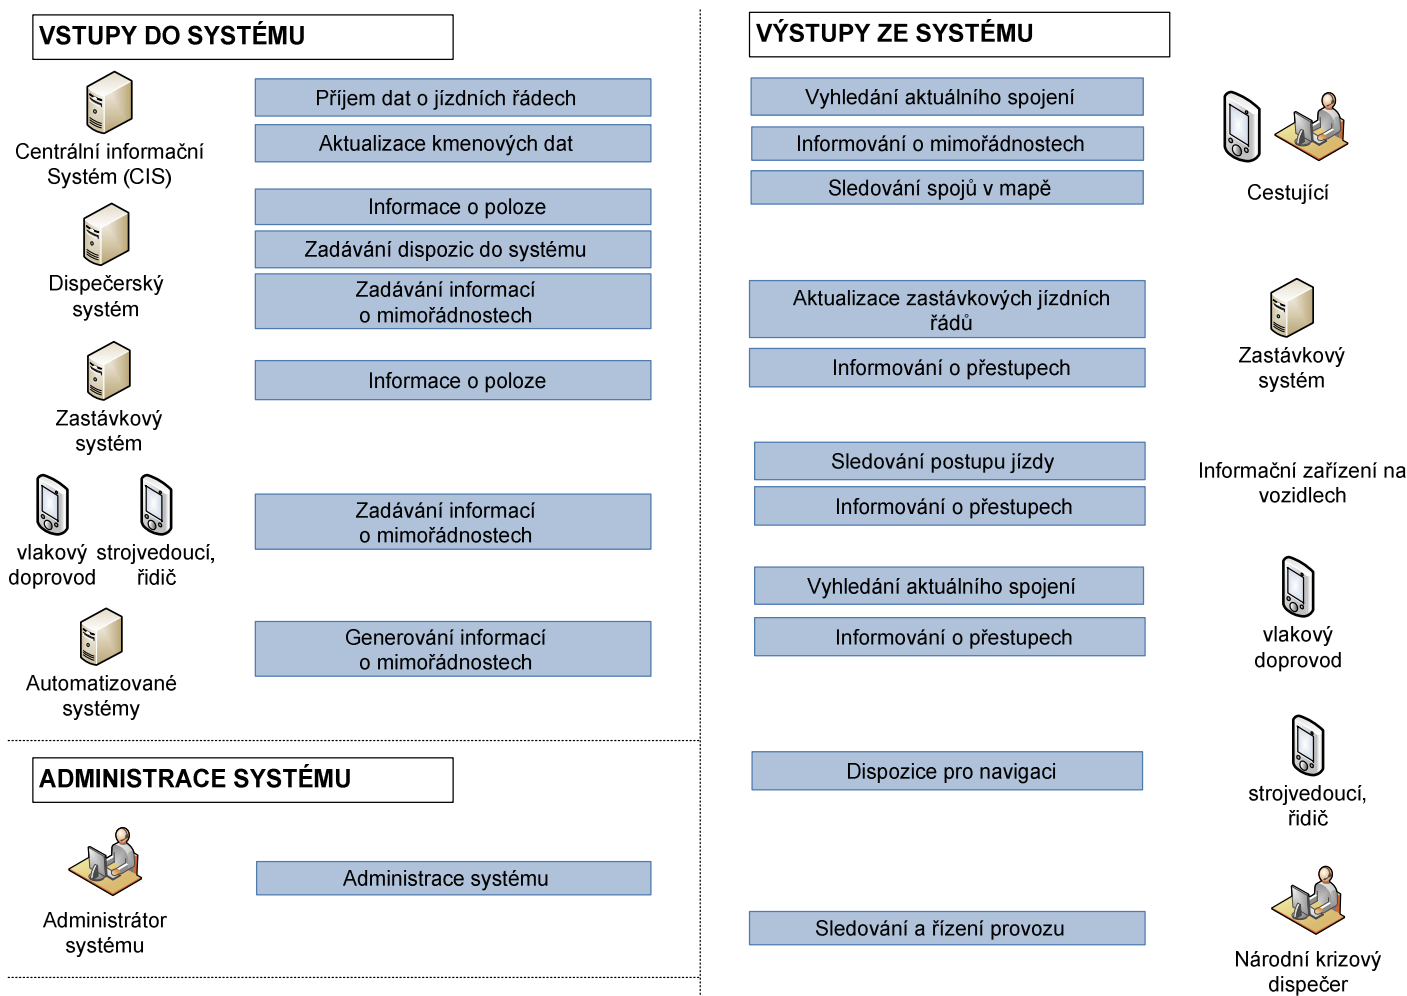 VSTUPY DO SYSTÉMU
Centrální informační
Systém (CIS)
Příjem dat o jízdních řádech
Aktualizace kmenových dat
Dispečerský
systém
Informace o poloze
Zadávání dispozic do systému
Zadávání informací
o mimořádnostech
Zastávkový
systém
Informace o poloze
vlakový
doprovod
strojvedoucí,
řidič
Zadávání informací
o mimořádnostech
Automatizované
systémy
Generování informací
o mimořádnostech
ADMINISTRACE SYSTÉMU
Administrátor
systému
Administrace systému
VÝSTUPY ZE SYSTÉMU
Vyhledání aktuálního spojení
Informování o mimořádnostech
Sledování spojů v mapě
Cestující
Aktualizace zastávkových jízdních
řádů
Informování o přestupech
Zastávkový
systém
Sledování postupu jízdy
Informování o přestupech
Informační zařízení na
vozidlech
Vyhledání aktuálního spojení
Informování o přestupech
vlakový
doprovod
Dispozice pro navigaci
strojvedoucí,
řidič
Sledování a řízení provozu
Národní krizový
dispečer